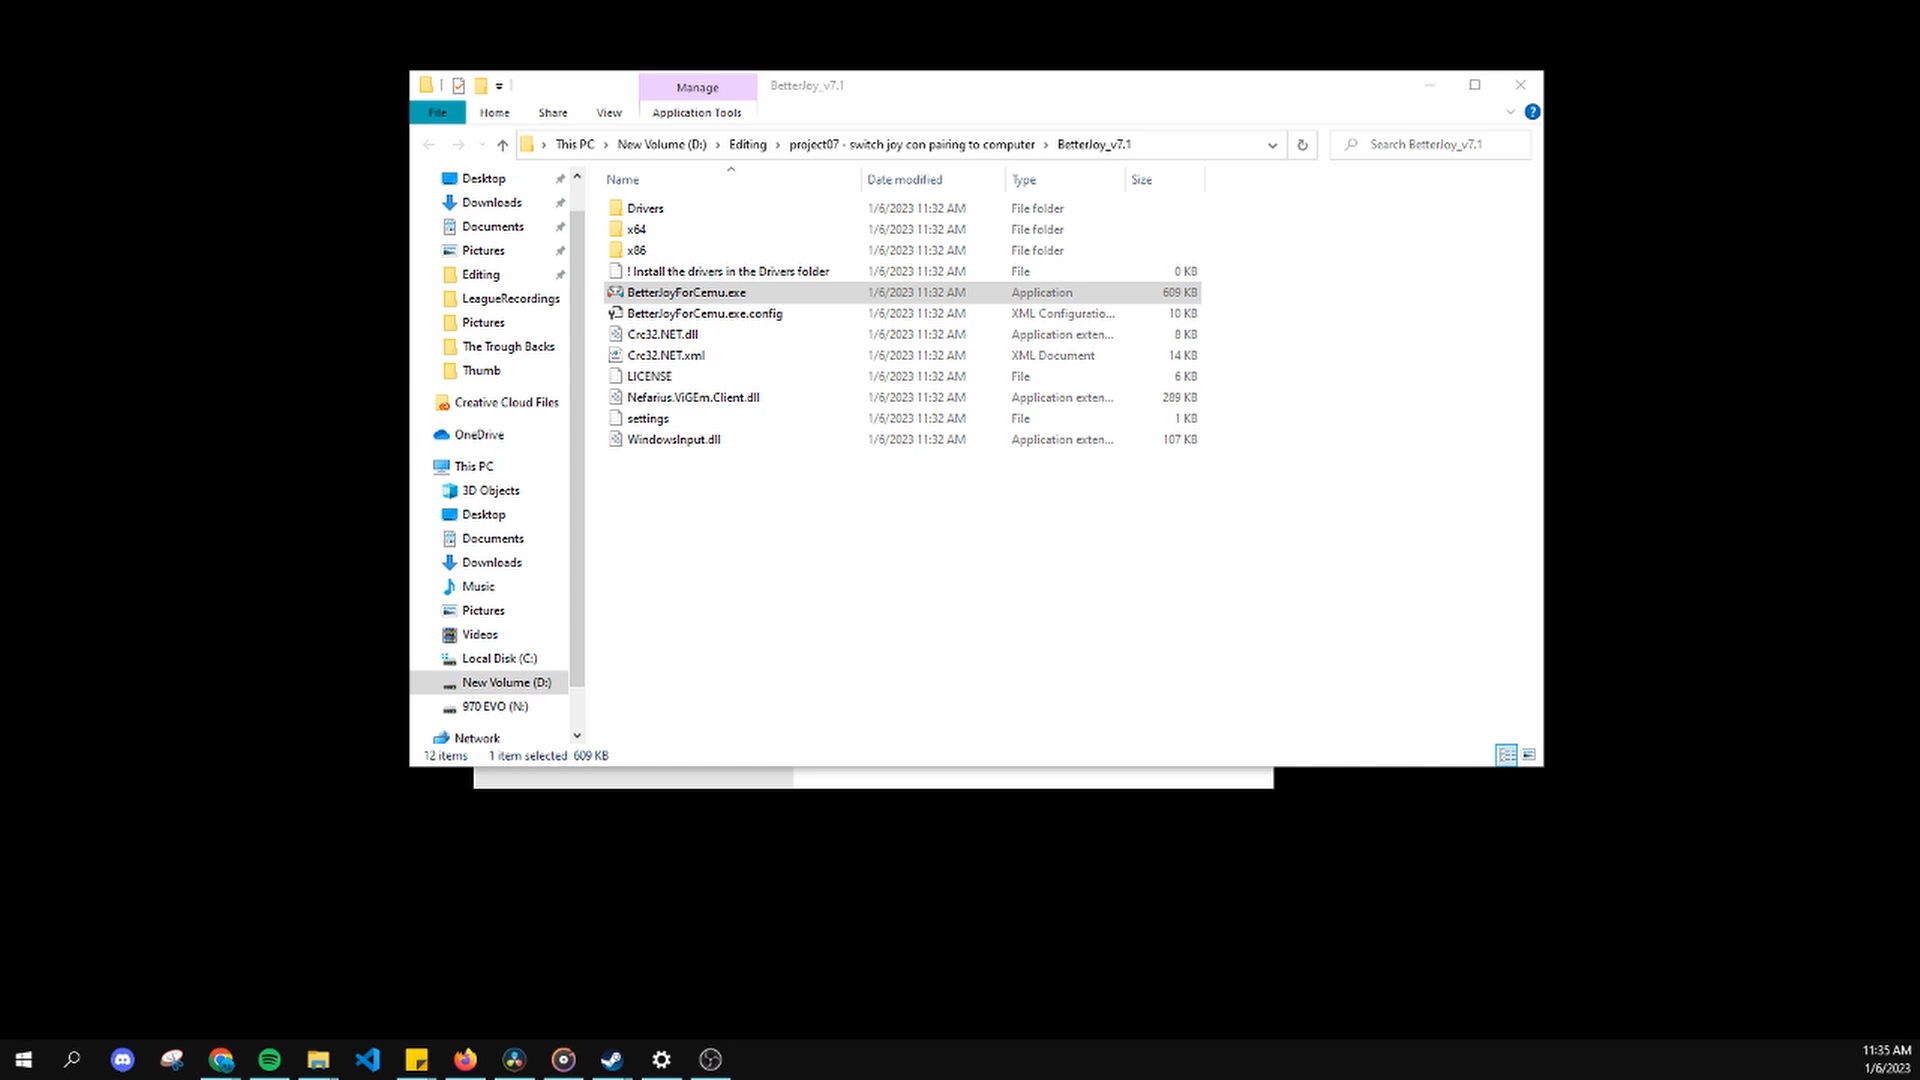 Manage
BetterJoy_v7.1
File
Home
Share
View
Application Tools
This PC
New Volume (D:)
Editing
project07 - switch joy con pairing to computer
BetterJoy_v7.1
Search BetterJoy_v7.1
Desktop
Downloads
Documents
Pictures
Editing
LeagueRecordings
Pictures
The Trough Backs
Thumb
Creative Cloud Files
OneDrive
This PC
3D Objects
Desktop
Documents
Downloads
Music
Pictures
Videos
Local Disk (C:)
New Volume (D:)
970 EVO (N:)
Network
Name Date modified Type Size
Drivers 1/6/2023 11:32 AM File folder
x64 1/6/2023 11:32 AM File folder
x86 1/6/2023 11:32 AM File folder
! Install the drivers in the Drivers folder 1/6/2023 11:32 AM File 0 KB
BetterJoyForCemu.exe 1/6/2023 11:32 AM Application 609 KB
BetterJoyForCemu.exe.config 1/6/2023 11:32 AM XML Configuratio... 10 KB
Crc32.NET.dll 1/6/2023 11:32 AM Application exten... 8 KB
Crc32.NET.xml 1/6/2023 11:32 AM XML Document 14 KB
LICENSE 1/6/2023 11:32 AM File 6 KB
Nefarius.ViGEm.Client.dll 1/6/2023 11:32 AM Application exten... 289 KB
settings 1/6/2023 11:32 AM File 1 KB
WindowsInput.dll 1/6/2023 11:32 AM Application exten... 107 KB
12 items 1 item selected 609 KB
11:35 AM
1/6/2023